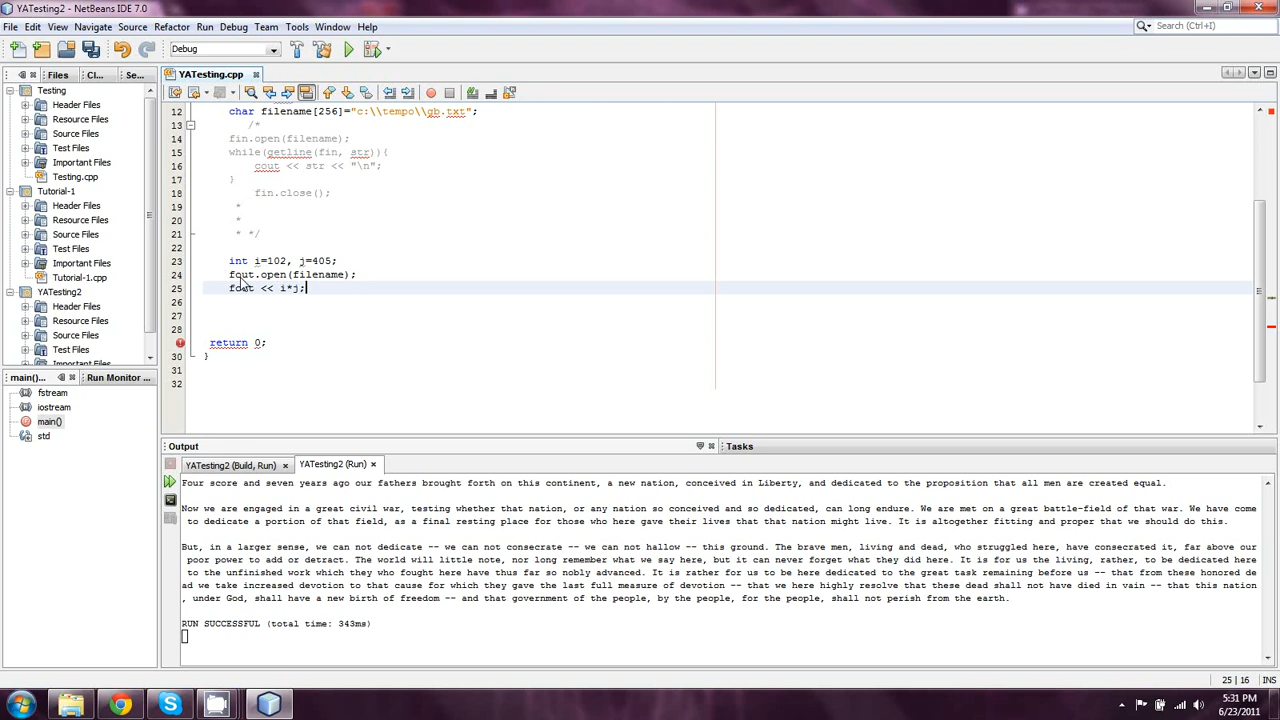 YATesting2 - NetBeans IDE 7.0
File Edit View Navigate Source Refactor Run Debug Team Tools Window Help
Search (Ctrl+I)
Debug
Files Cl... Se...
YATesting.cpp
Testing
Header Files
Resource Files
Source Files
Test Files
Important Files
Testing.cpp
Tutorial-1
Header Files
Resource Files
Source Files
Test Files
Important Files
Tutorial-1.cpp
YATesting2
Header Files
Resource Files
Source Files
Test Files
Important Files
12 char filename[256]="c:\\tempo\\gb.txt";
13 /*
14 fin.open(filename);
15 while(getline(fin, str)){
16 cout << str << "\n";
17 }
18 fin.close();
19 *
20 *
21 * */
22
23 int i=102, j=405;
24 fout.open(filename);
25 fout << i*j;
26
27
28
return 0;
30 }
31
32
main()... Run Monitor ...
fstream
iostream
main()
std
Output
Tasks
YATesting2 (Build, Run) YATesting2 (Run)
Four score and seven years ago our fathers brought forth on this continent, a new nation, conceived in Liberty, and dedicated to the proposition that all men are created equal.
Now we are engaged in a great civil war, testing whether that nation, or any nation so conceived and so dedicated, can long endure. We are met on a great battle-field of that war. We have come
to dedicate a portion of that field, as a final resting place for those who here gave their lives that that nation might live. It is altogether fitting and proper that we should do this.
But, in a larger sense, we can not dedicate -- we can not consecrate -- we can not hallow -- this ground. The brave men, living and dead, who struggled here, have consecrated it, far above our
poor power to add or detract. The world will little note, nor long remember what we say here, but it can never forget what they did here. It is for us the living, rather, to be dedicated here
to the unfinished work which they who fought here have thus far so nobly advanced. It is rather for us to be here dedicated to the great task remaining before us -- that from these honored de
ad we take increased devotion to that cause for which they gave the last full measure of devotion -- that we here highly resolve that these dead shall not have died in vain -- that this nation
, under God, shall have a new birth of freedom -- and that government of the people, by the people, for the people, shall not perish from the earth.
RUN SUCCESSFUL (total time: 343ms)
25 | 16 INS
5:31 PM
6/23/2011